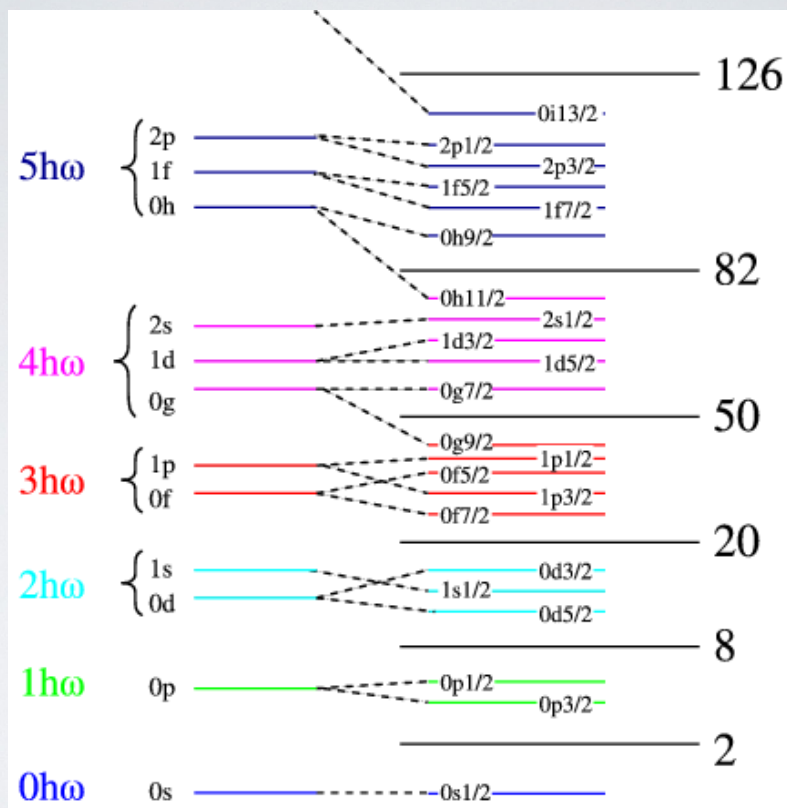 126
0i13/2
2p
2p1/2
5hω
1f
2p3/2
1f5/2
0h
1f7/2
0h9/2
82
0h11/2
2s
2s1/2
1d3/2
4hω
1d
1d5/2
0g
0g7/2
50
0g9/2
1p
1p1/2
3hω
0f5/2
0f
1p3/2
0f7/2
20
1s
0d3/2
2hω
1s1/2
0d
0d5/2
8
1hω
0p
0p1/2
0p3/2
2
0hω
0s
0s1/2